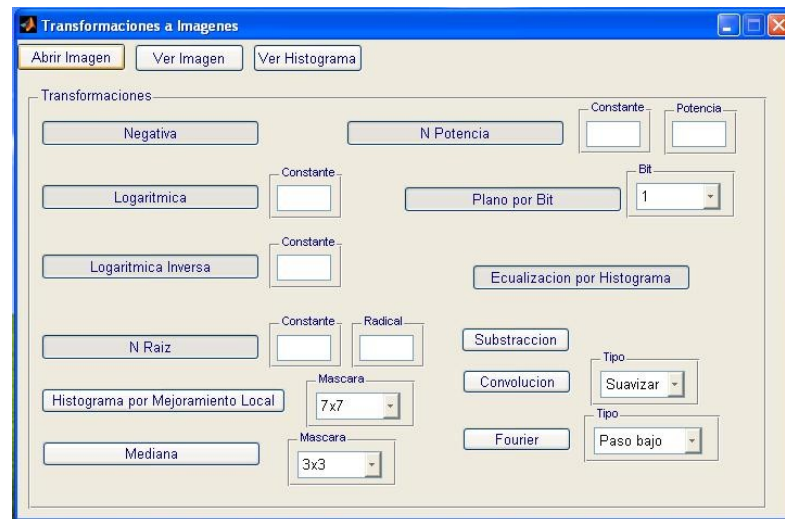 Transformaciones a Imagenes
Abrir Imagen Ver Imagen Ver Histograma
Transformaciones
Negativa
N Potencia
Constante
Potencia
Logaritmica
Constante
Plano por Bit
Bit
1
Logaritmica Inversa
Constante
Ecualizacion por Histograma
N Raiz
Constante
Radical
Substraccion
Histograma por Mejoramiento Local
Mascara
7x7
Convolucion
Tipo
Suavizar
Mediana
Mascara
3x3
Fourier
Tipo
Paso bajo